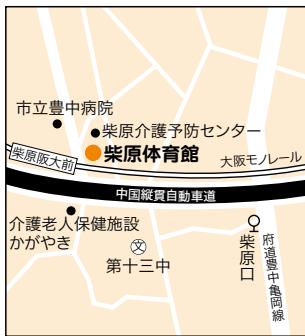 市立豊中病院
柴原介護予防センター
柴原体育館
柴原阪大前
大阪モノレール
中国縦貫自動車道
介護老人保健施設
かがやき
文
第十三中
柴原口
府道豊中亀岡線